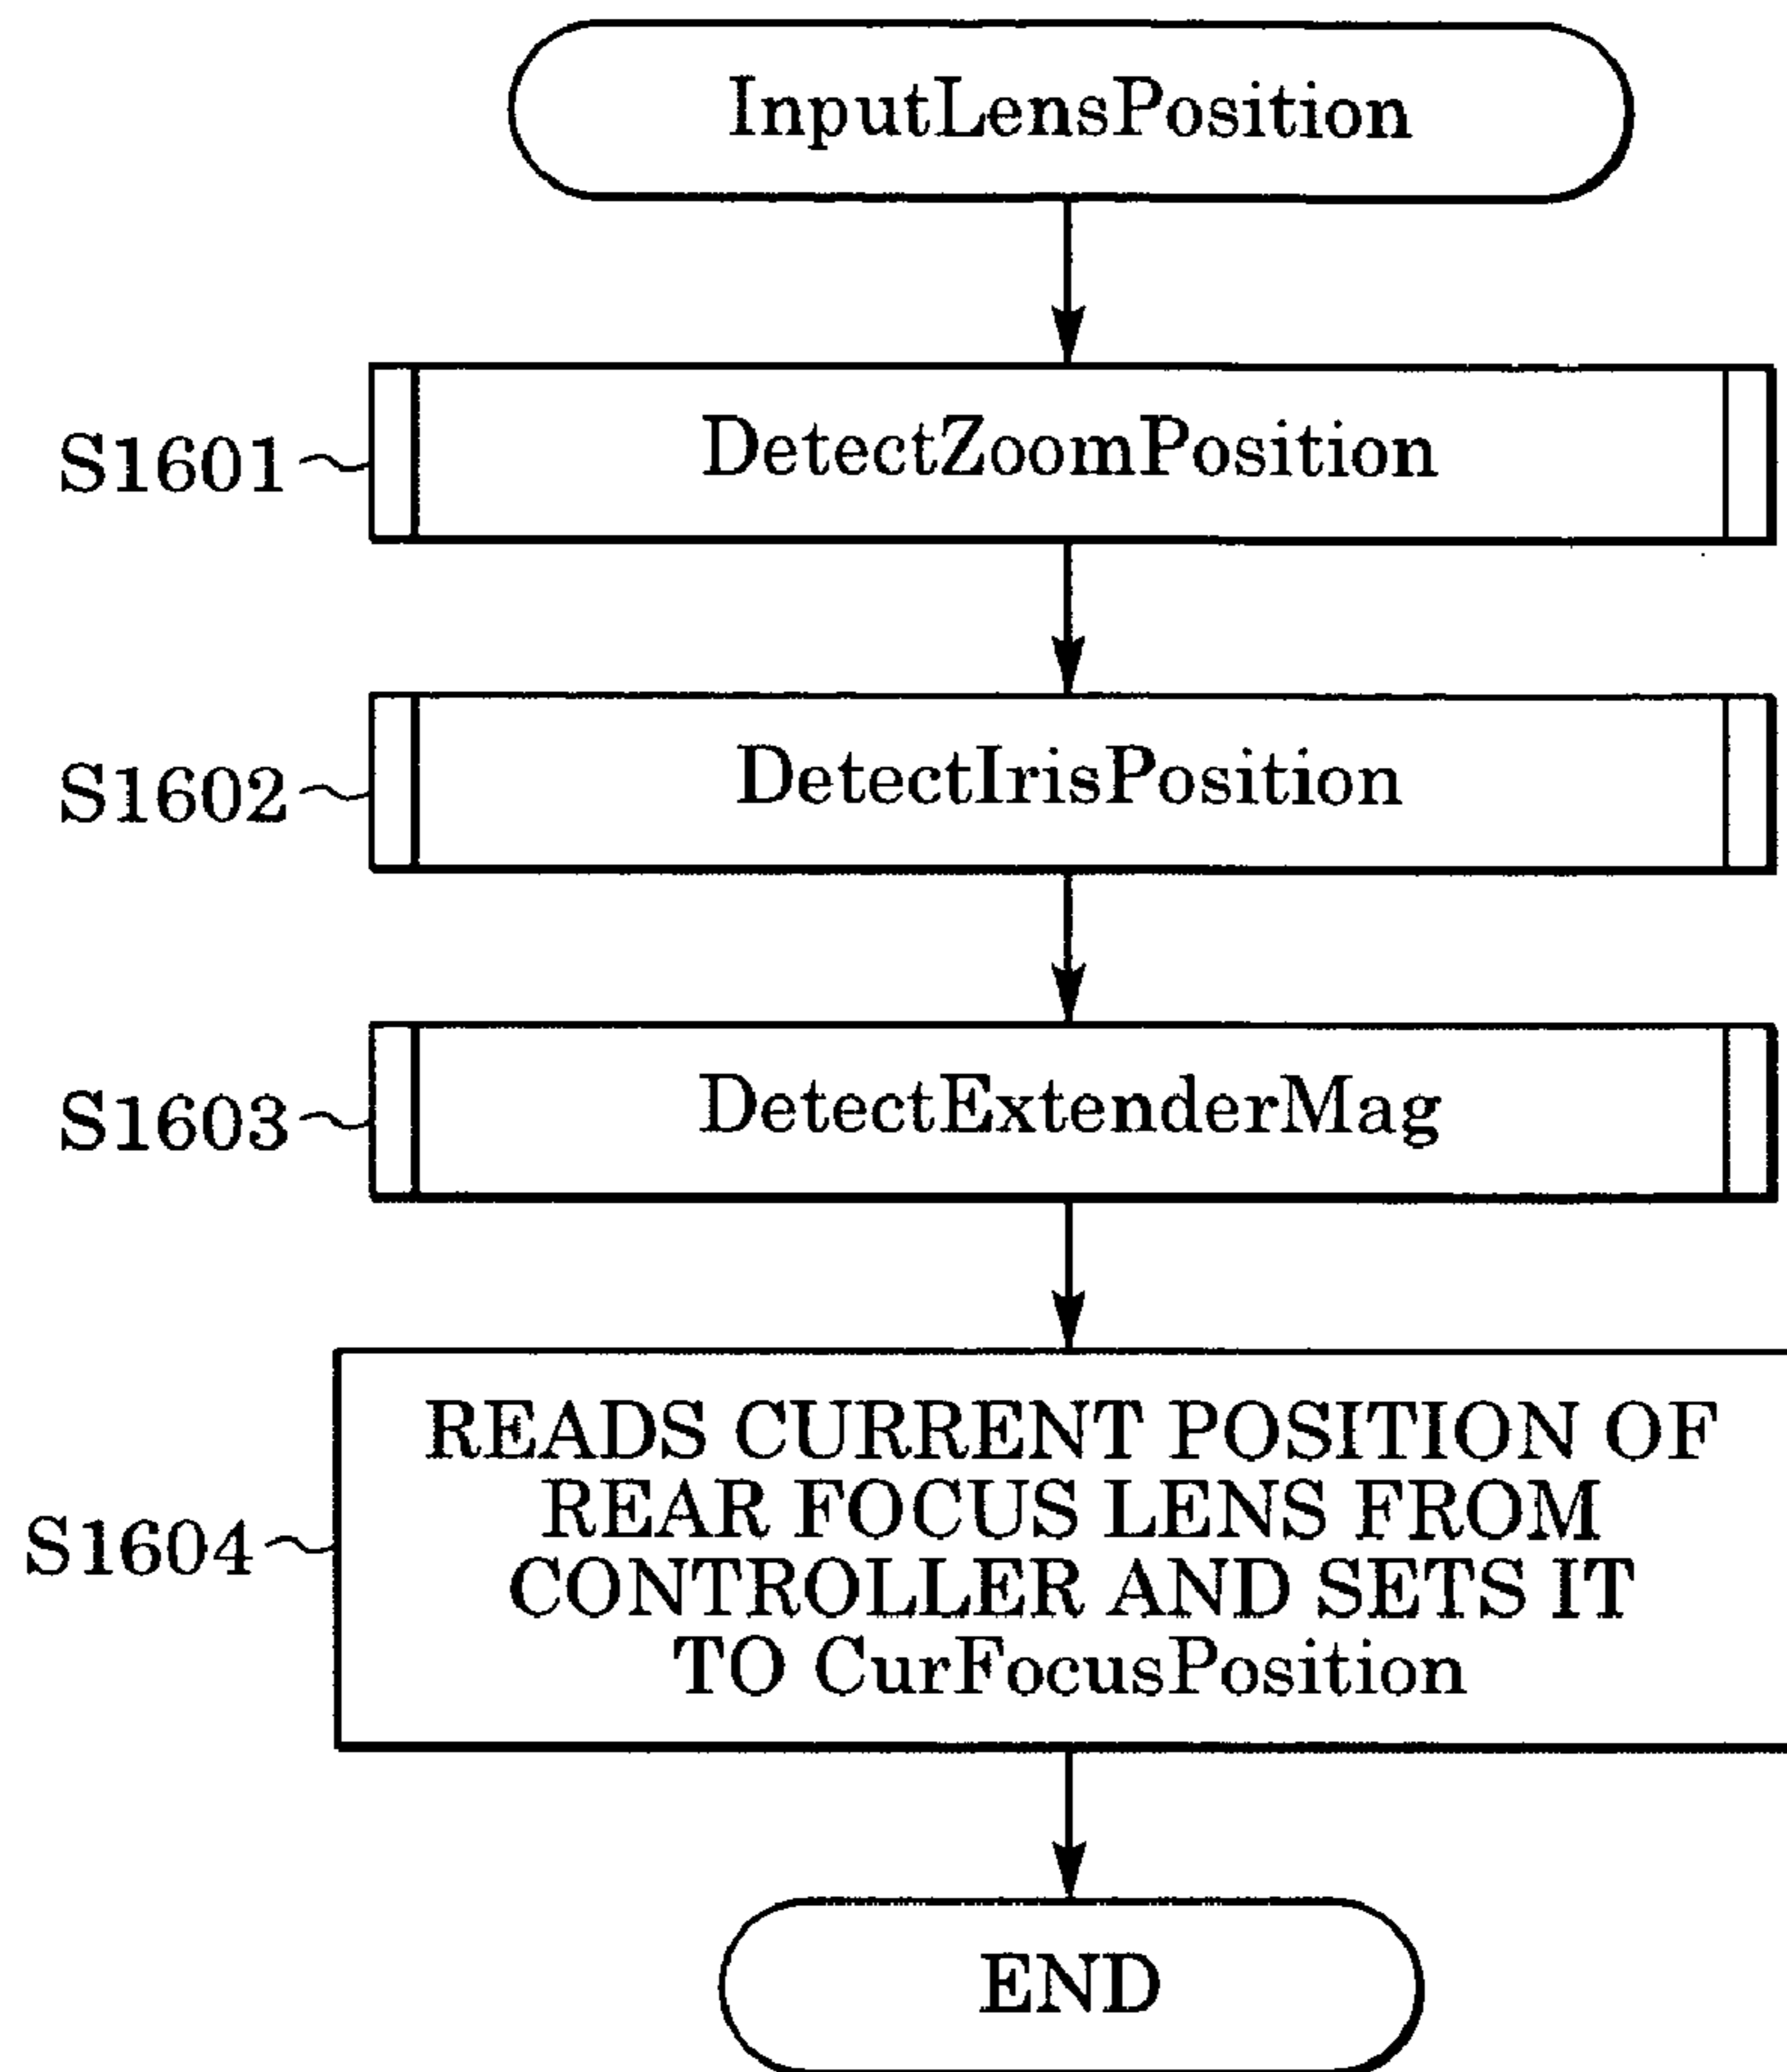 InputLensPosition
S1601
DetectZoomPosition
S1602
DetectIrisPosition
S1603
DetectExtenderMag
S1604
READS CURRENT POSITION OF
REAR FOCUS LENS FROM
CONTROLLER AND SETS IT
TO CurFocusPosition
END